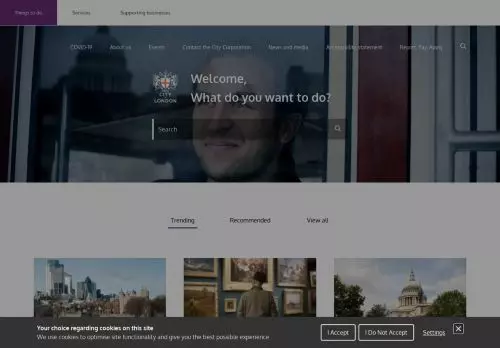 Things to do
Services
Supporting businesses
COVID-19
About us
Events
Contact the City Corporation
News and media
Accessibility statement
Report, Pay, Apply
CITY
LONDON
Welcome,
What do you want to do?
Search
Trending
Recommended
View all
Your choice regarding cookies on this site
We use cookies to optimise site functionality and give you the best possible experience
I Accept
I Do Not Accept
Settings